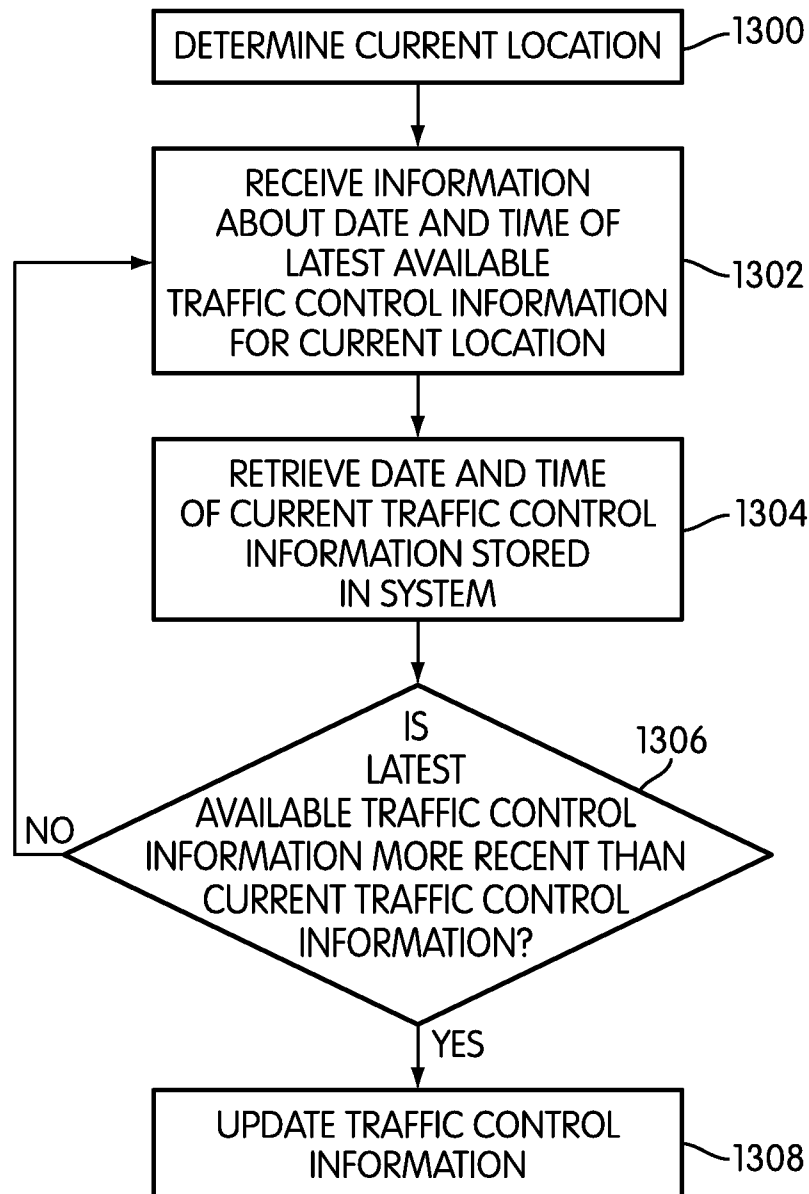 DETERMINE CURRENT LOCATION
1300
RECEIVE INFORMATION
ABOUT DATE AND TIME OF
LATEST AVAILABLE
TRAFFIC CONTROL INFORMATION
FOR CURRENT LOCATION
1302
RETRIEVE DATE AND TIME
OF CURRENT TRAFFIC CONTROL
INFORMATION STORED
IN SYSTEM
1304
IS
LATEST
AVAILABLE TRAFFIC CONTROL
INFORMATION MORE RECENT THAN
CURRENT TRAFFIC CONTROL
INFORMATION?
1306
NO
YES
UPDATE TRAFFIC CONTROL
INFORMATION
1308